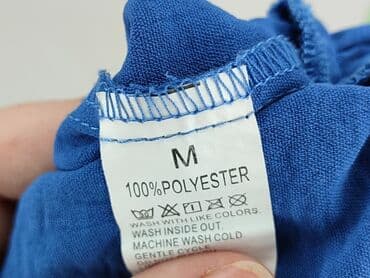 M
100%POLYESTER
WASH WITH LIKE COLORS.
WASH INSIDE OUT
MACHINE WASH COLD
GENTLE CYCLE